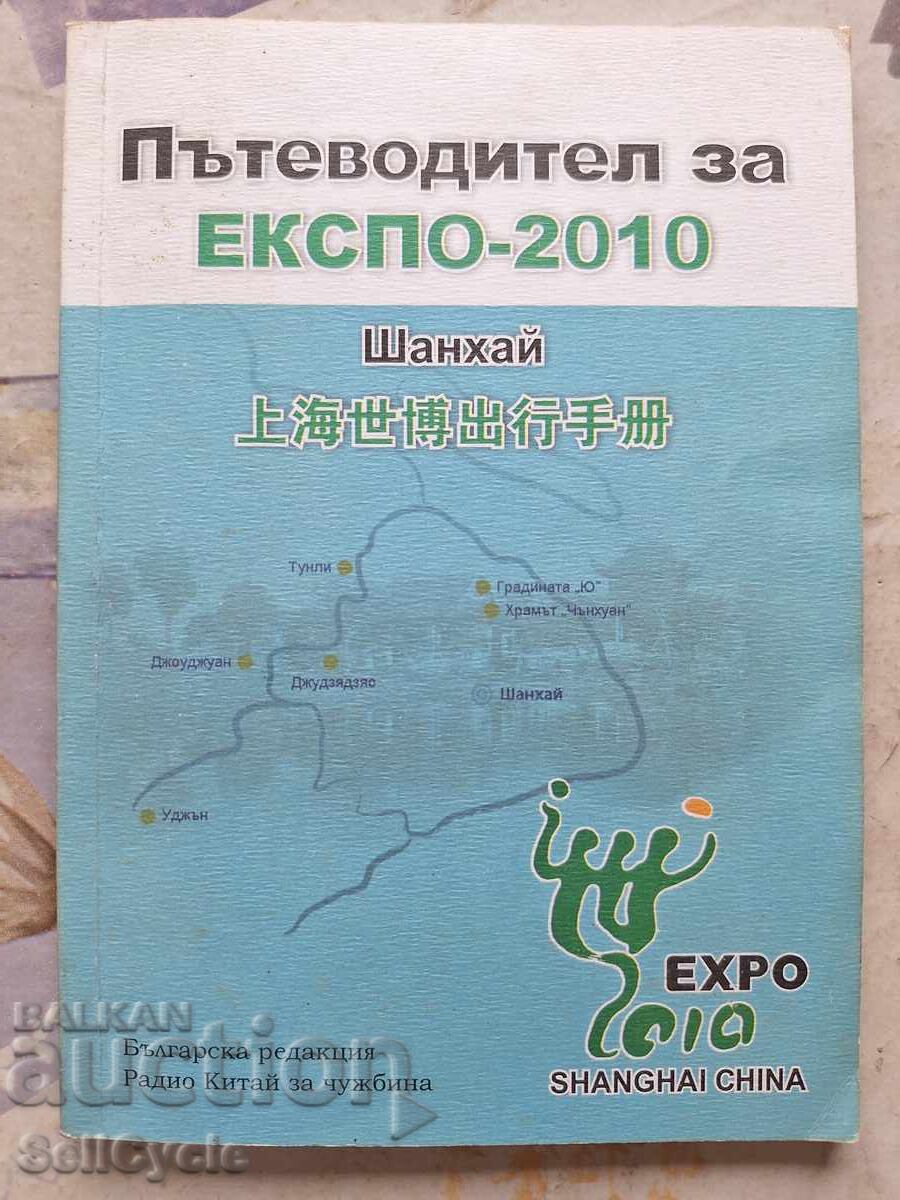 Пътеводител за
ЕКСПО-2010
Шанхай
上海世博出行手册
Тунли
Градината „Ю"
Храмът „Чънхуан"
Джоуджуан
Джудзядзяо
Шанхай
Уджън
EXPO
2010
SHANGHAI CHINA
Българска редакция
Радио Китай за чужбина
BALKAN
auction
SellCycle